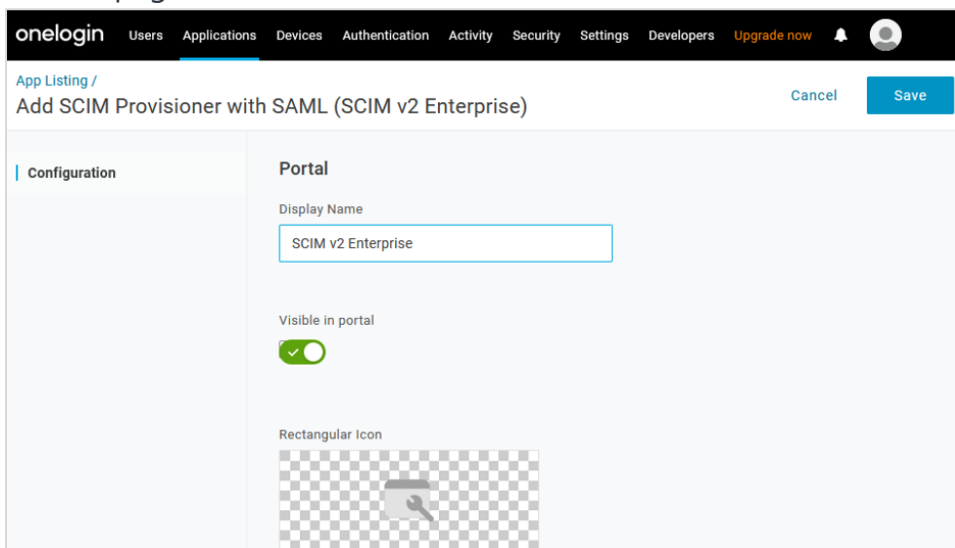 onelogin Users Applications Devices Authentication Activity Security Settings Developers Upgrade now
App Listing /
Add SCIM Provisioner with SAML (SCIM v2 Enterprise)
Cancel Save
Configuration
Portal
Display Name
SCIM v2 Enterprise
Visible in portal
Rectangular Icon